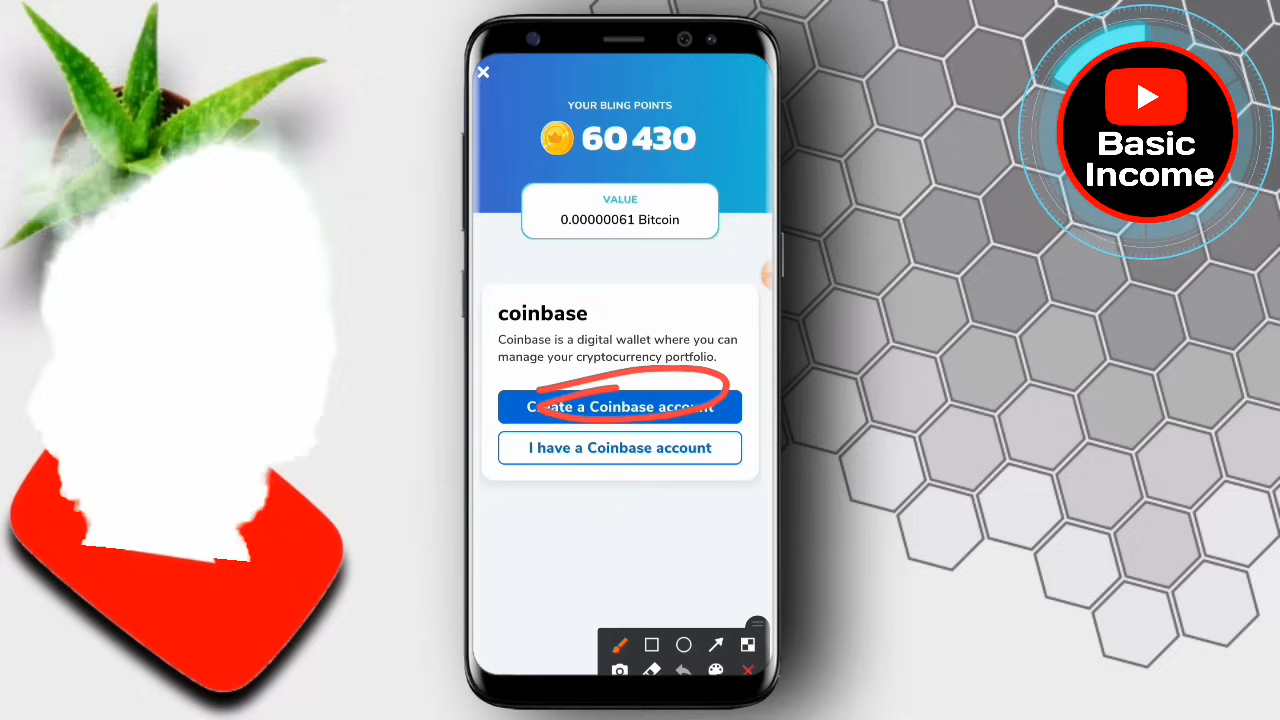 YOUR BLING POINTS
60 430
VALUE
0.00000061 Bitcoin
coinbase
Coinbase is a digital wallet where you can
manage your cryptocurrency portfolio.
Create a Coinbase account
I have a Coinbase account
Basic
Income